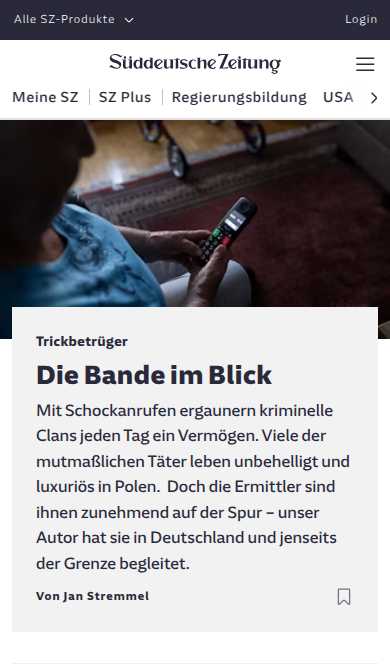 Alle SZ-Produkte
Login
Süddeutsche Zeitung
Meine SZ
SZ Plus
Regierungsbildung
USA
Trickbetrüger
Die Bande im Blick
Mit Schockanrufen ergaunern kriminelle
Clans jeden Tag ein Vermögen. Viele der
mutmaßlichen Täter leben unbehelligt und
luxuriös in Polen. Doch die Ermittler sind
ihnen zunehmend auf der Spur – unser
Autor hat sie in Deutschland und jenseits
der Grenze begleitet.
Von Jan Stremmel